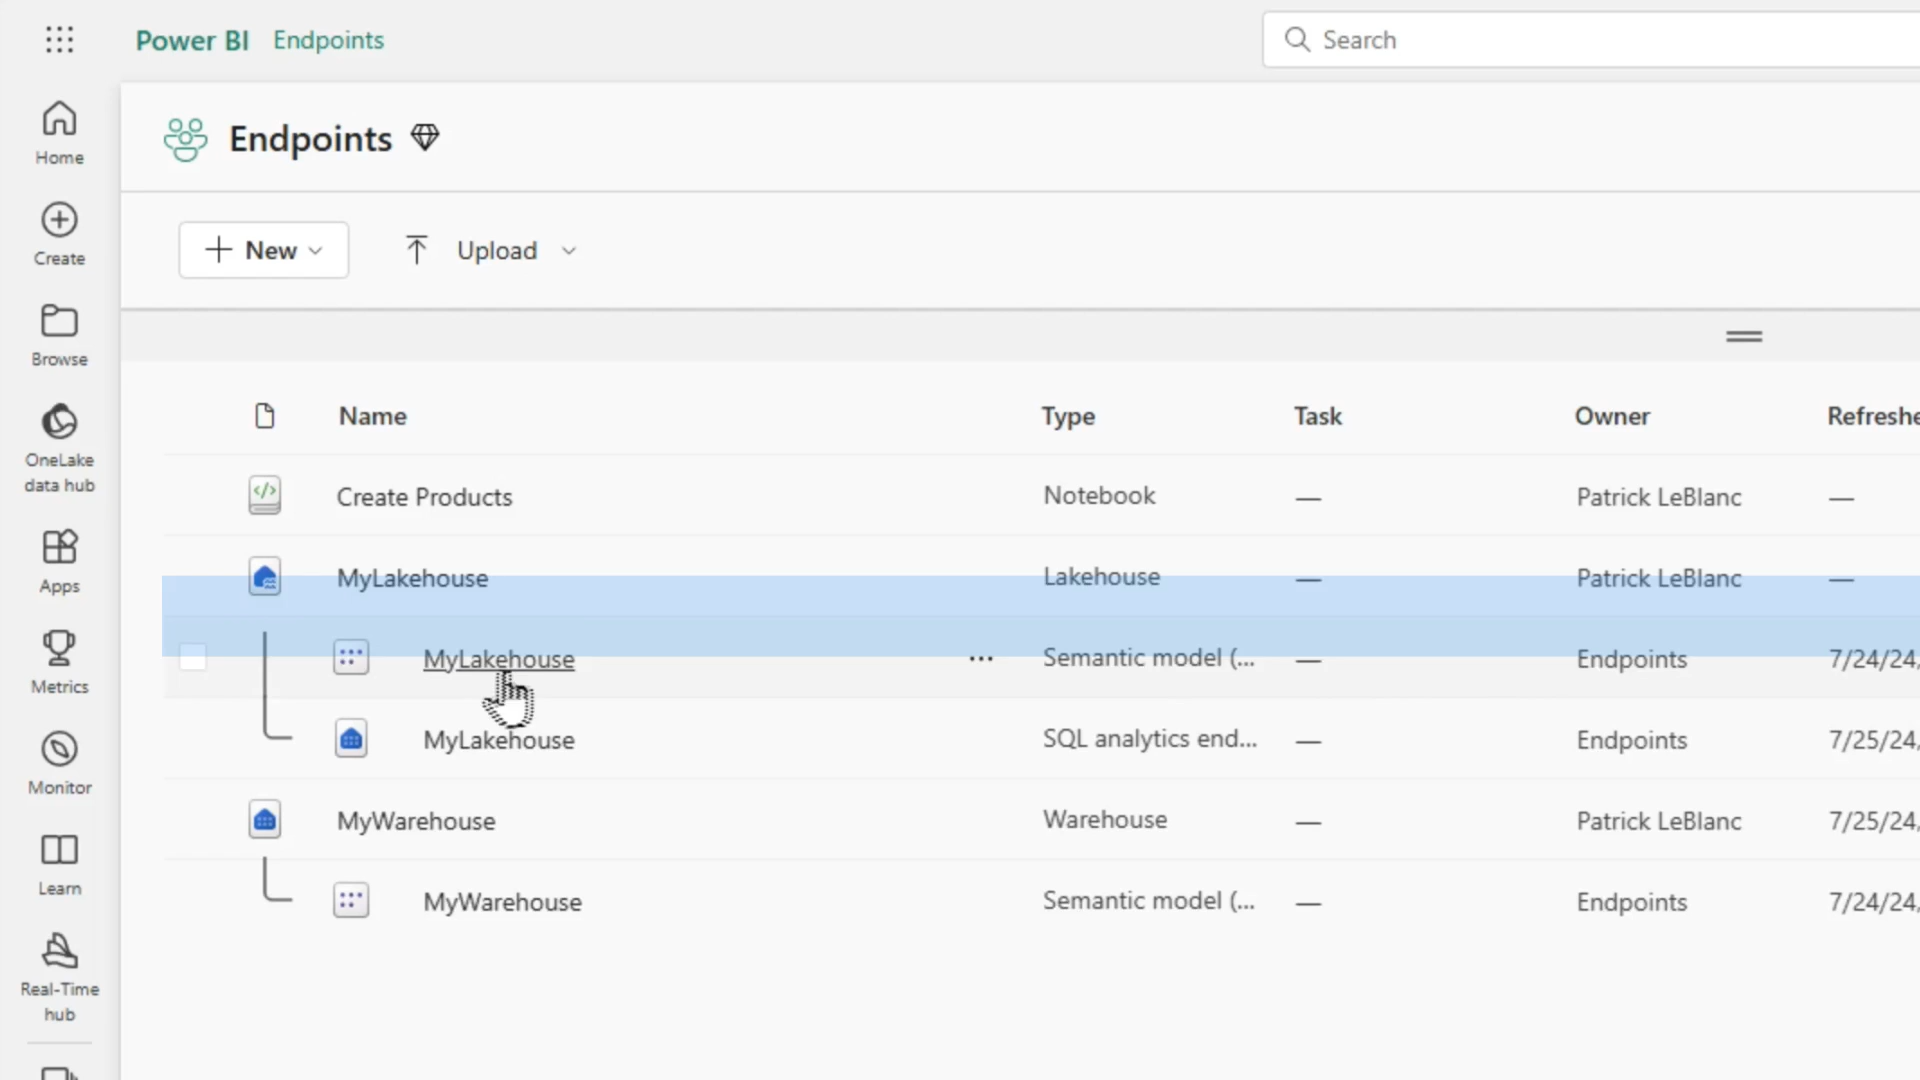 Power BI Endpoints
Search
Home
Create
Browse
OneLake
data hub
Apps
Metrics
Monitor
Learn
Real-Time
hub
Endpoints
New
Upload
Name Type Task Owner Refreshe
Create Products Notebook — Patrick LeBlanc —
MyLakehouse Lakehouse — Patrick LeBlanc —
MyLakehouse ... Semantic model (... — Endpoints 7/24/24,
MyLakehouse SQL analytics end... — Endpoints 7/25/24,
MyWarehouse Warehouse — Patrick LeBlanc 7/25/24,
MyWarehouse Semantic model (... — Endpoints 7/24/24,